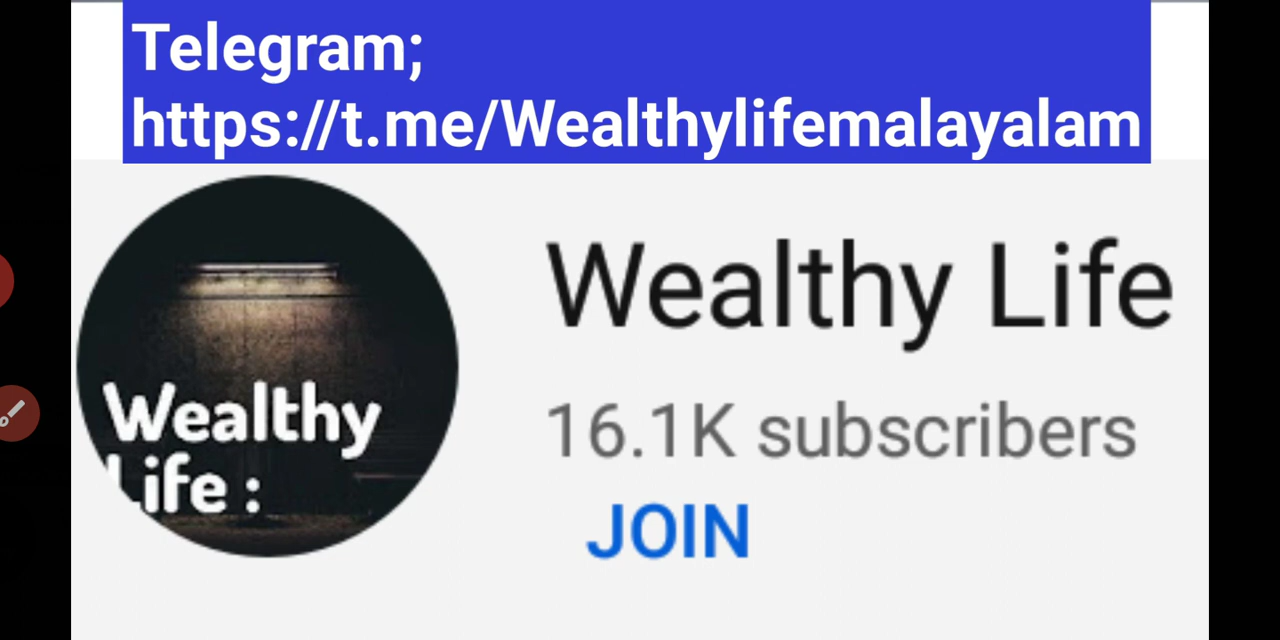 Telegram;
https://t.me/Wealthylifemalayalam
Wealthy Life
16.1K subscribers
JOIN
Wealthy
Life :